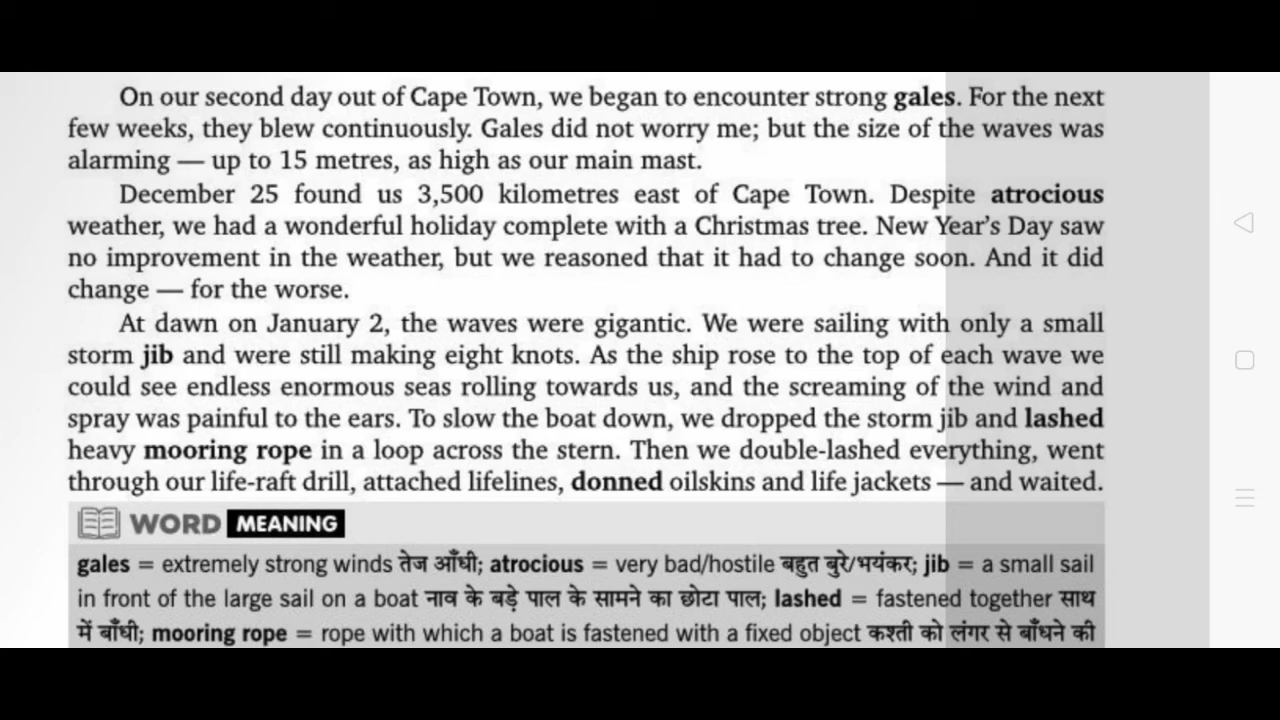 On our second day out of Cape Town, we began to encounter strong gales. For the next
few weeks, they blew continuously. Gales did not worry me; but the size of the waves was
alarming — up to 15 metres, as high as our main mast.
December 25 found us 3,500 kilometres east of Cape Town. Despite atrocious
weather, we had a wonderful holiday complete with a Christmas tree. New Year's Day saw
no improvement in the weather, but we reasoned that it had to change soon. And it did
change — for the worse.
At dawn on January 2, the waves were gigantic. We were sailing with only a small
storm jib and were still making eight knots. As the ship rose to the top of each wave we
could see endless enormous seas rolling towards us, and the screaming of the wind and
spray was painful to the ears. To slow the boat down, we dropped the storm jib and lashed
heavy mooring rope in a loop across the stern. Then we double-lashed everything, went
through our life-raft drill, attached lifelines, donned oilskins and life jackets — and waited.
WORD MEANING
gales = extremely strong winds तेज आँधी; atrocious = very bad/hostile बहुत बुरे/भयंकर; jib = a small sail
in front of the large sail on a boat नाव के बड़े पाल के सामने का छोटा पाल; lashed = fastened together साथ
में बाँधी; mooring rope = rope with which a boat is fastened with a fixed object कश्ती को लंगर से बाँधने की